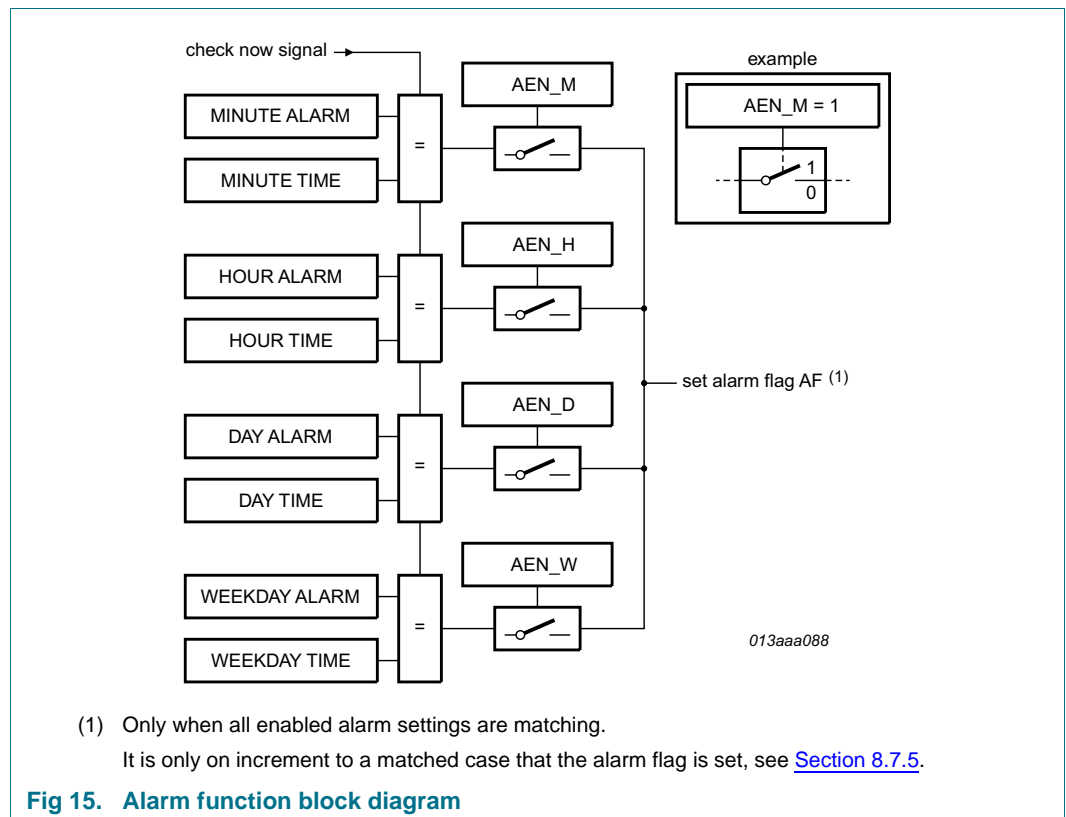 check now signal
example
AEN_M
AEN_M = 1
MINUTE ALARM
=
MINUTE TIME
1
0
AEN_H
HOUR ALARM
=
HOUR TIME
set alarm flag AF (1)
AEN_D
DAY ALARM
=
DAY TIME
AEN_W
WEEKDAY ALARM
=
WEEKDAY TIME
013aaa088
(1) Only when all enabled alarm settings are matching.
It is only on increment to a matched case that the alarm flag is set, see Section 8.7.5.
Fig 15. Alarm function block diagram